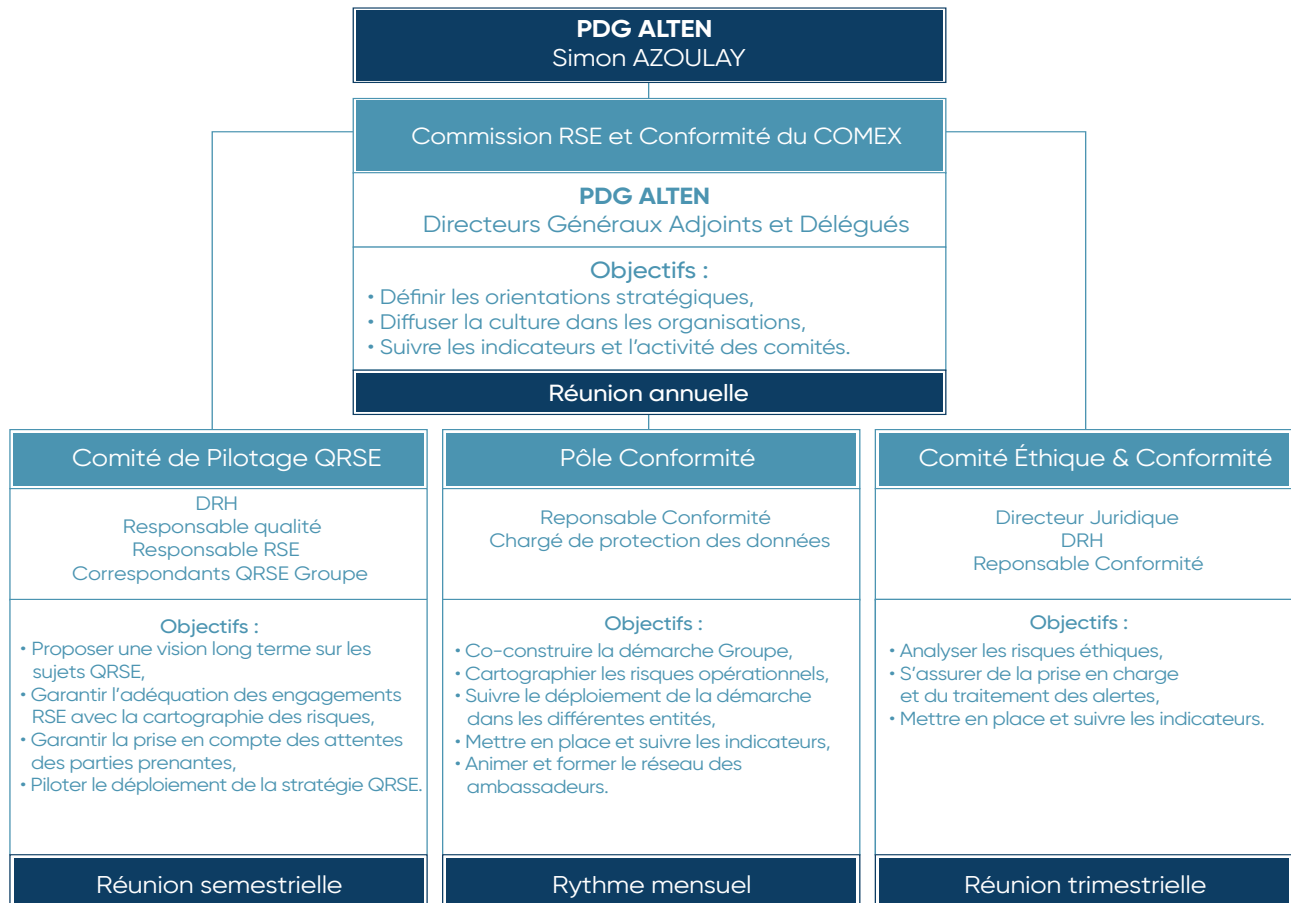 PDG ALTEN
Simon AZOULAY
Commission RSE et Conformité du COMEX
PDG ALTEN
Directeurs Généraux Adjoints et Délégués
Objectifs :
• Définir les orientations stratégiques,
• Diffuser la culture dans les organisations,
• Suivre les indicateurs et l'activité des comités.
Réunion annuelle
Comité de Pilotage QRSE
DRH
Responsable qualité
Responsable RSE
Correspondants QRSE Groupe
Objectifs :
• Proposer une vision long terme sur les
sujets QRSE,
• Garantir l'adéquation des engagements
RSE avec la cartographie des risques,
• Garantir la prise en compte des attentes
des parties prenantes,
• Piloter le déploiement de la stratégie QRSE.
Réunion semestrielle
Pôle Conformité
Reponsable Conformité
Chargé de protection des données
Objectifs :
• Co-construire la démarche Groupe,
• Cartographier les risques opérationnels,
• Suivre le déploiement de la démarche
dans les différentes entités,
• Mettre en place et suivre les indicateurs,
• Animer et former le réseau des
ambassadeurs.
Rythme mensuel
Comité Éthique & Conformité
Directeur Juridique
DRH
Reponsable Conformité
Objectifs :
• Analyser les risques éthiques,
• S'assurer de la prise en charge
et du traitement des alertes,
• Mettre en place et suivre les indicateurs.
Réunion trimestrielle